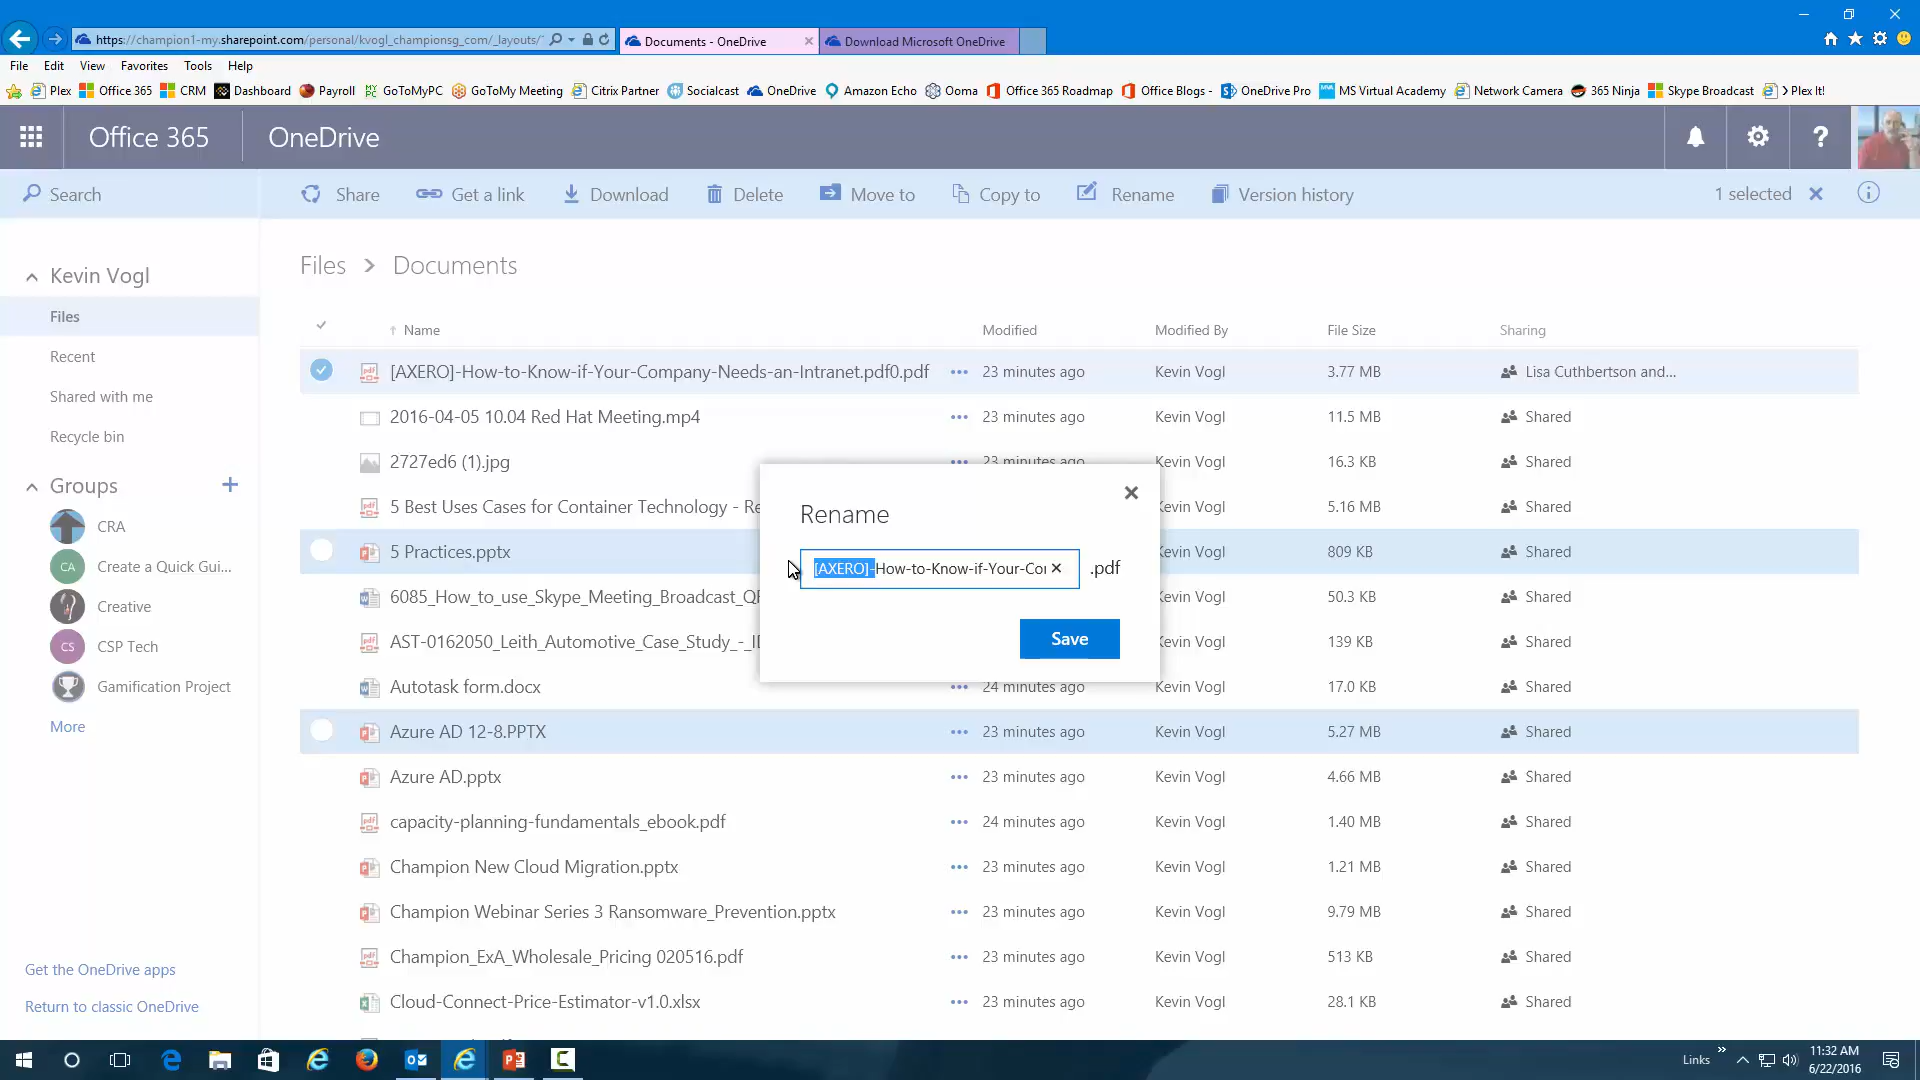 https://champion1-my.sharepoint.com/personal/kvogl_championsg_com/_layouts/
Documents - OneDrive
Download Microsoft OneDrive
File Edit View Favorites Tools Help
Plex Office 365 CRM Dashboard Payroll GoToMyPC GoToMy Meeting Citrix Partner Socialcast OneDrive Amazon Echo Ooma Office 365 Roadmap Office Blogs - OneDrive Pro MS Virtual Academy Network Camera 365 Ninja Skype Broadcast > Plex It!
Office 365 OneDrive ?
Search Share Get a link Download Delete Move to Copy to Rename Version history 1 selected
Kevin Vogl
Files
Recent
Shared with me
Recycle bin
Groups
CRA
CA Create a Quick Gui...
Creative
CS CSP Tech
Gamification Project
More
Get the OneDrive apps
Return to classic OneDrive
Files > Documents
Name Modified Modified By File Size Sharing
[AXERO]-How-to-Know-if-Your-Company-Needs-an-Intranet.pdf0.pdf 23 minutes ago Kevin Vogl 3.77 MB Lisa Cuthbertson and...
2016-04-05 10.04 Red Hat Meeting.mp4 23 minutes ago Kevin Vogl 11.5 MB Shared
2727ed6 (1).jpg 23 minutes ago Kevin Vogl 16.3 KB Shared
5 Best Uses Cases for Container Technology - Re Kevin Vogl 5.16 MB Shared
5 Practices.pptx Kevin Vogl 809 KB Shared
6085_How_to_use_Skype_Meeting_Broadcast_ Kevin Vogl 50.3 KB Shared
AST-0162050_Leith_Automotive_Case_Study_-_ Kevin Vogl 139 KB Shared
Autotask form.docx 24 minutes ago Kevin Vogl 17.0 KB Shared
Azure AD 12-8.PPTX 23 minutes ago Kevin Vogl 5.27 MB Shared
Azure AD.pptx 23 minutes ago Kevin Vogl 4.66 MB Shared
capacity-planning-fundamentals_ebook.pdf 24 minutes ago Kevin Vogl 1.40 MB Shared
Champion New Cloud Migration.pptx 23 minutes ago Kevin Vogl 1.21 MB Shared
Champion Webinar Series 3 Ransomware_Prevention.pptx 23 minutes ago Kevin Vogl 9.79 MB Shared
Champion_ExA_Wholesale_Pricing 020516.pdf 23 minutes ago Kevin Vogl 513 KB Shared
Cloud-Connect-Price-Estimator-v1.0.xlsx 23 minutes ago Kevin Vogl 28.1 KB Shared
Rename
[AXERO]-How-to-Know-if-Your-Co .pdf
Save
Links
11:32 AM
6/22/2016